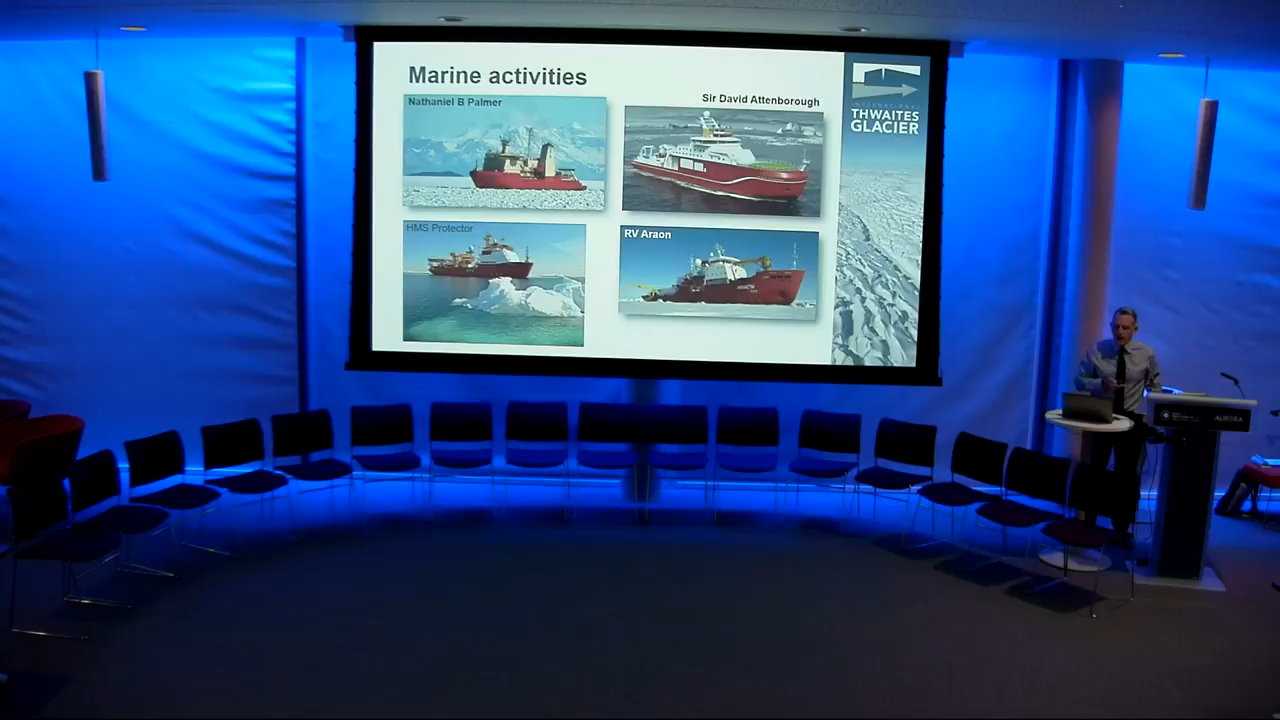 Marine activities
Nathaniel B Palmer
Sir David Attenborough
HMS Protector
RV Araon
INTERNATIONAL
THWAITES
GLACIER
AURORA